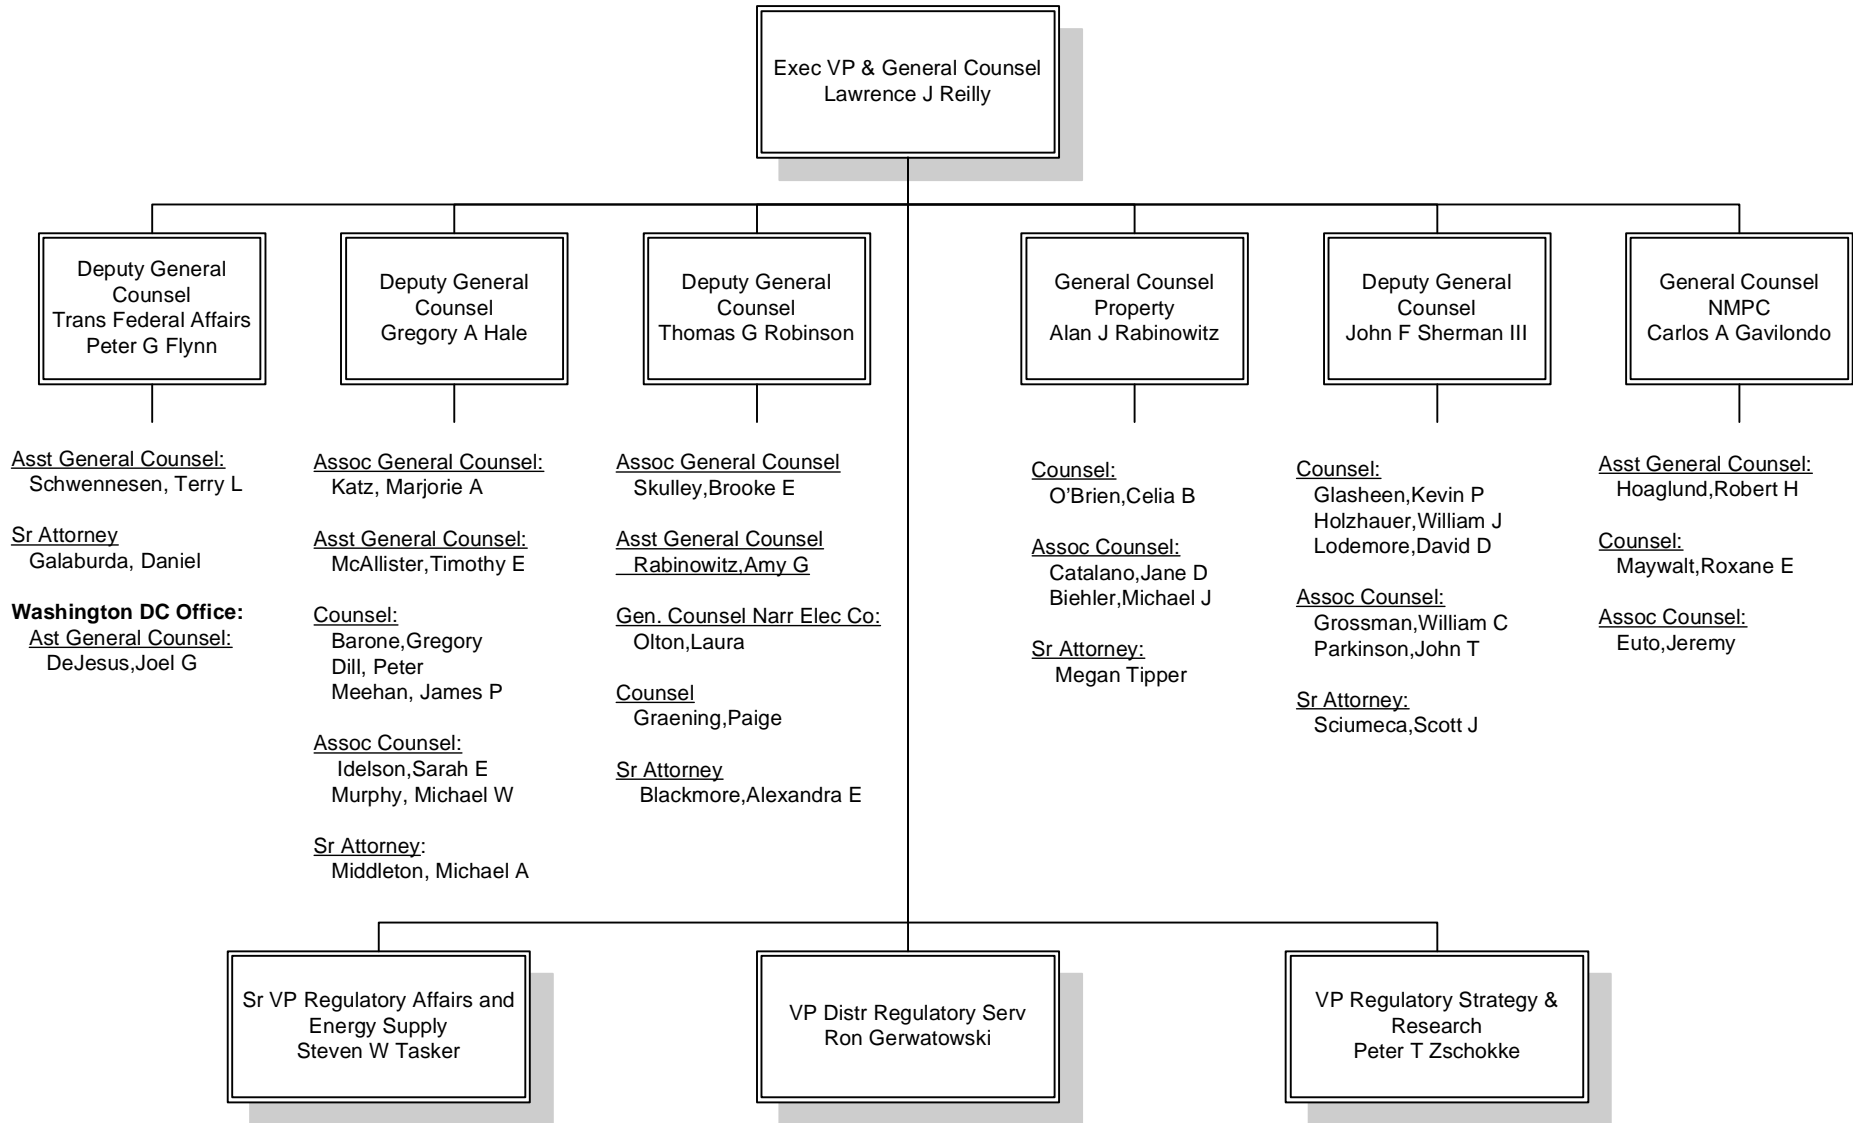 Exec VP & General Counsel
Lawrence J Reilly
Deputy General
Counsel
Trans Federal Affairs
Peter G Flynn
Deputy General
Counsel
Gregory A Hale
Deputy General
Counsel
Thomas G Robinson
General Counsel
Property
Alan J Rabinowitz
Deputy General
Counsel
John F Sherman III
General Counsel
NMPC
Carlos A Gavilondo
Asst General Counsel:
Schwennesen, Terry L
Sr Attorney
Galaburda, Daniel
Washington DC Office:
Ast General Counsel:
DeJesus,Joel G
Assoc General Counsel:
Katz, Marjorie A
Asst General Counsel:
McAllister,Timothy E
Counsel:
Barone,Gregory
Dill, Peter
Meehan, James P
Assoc Counsel:
Idelson,Sarah E
Murphy, Michael W
Sr Attorney:
Middleton, Michael A
Assoc General Counsel
Skulley,Brooke E
Asst General Counsel
Rabinowitz,Amy G
Gen. Counsel Narr Elec Co:
Olton,Laura
Counsel
Graening,Paige
Sr Attorney
Blackmore,Alexandra E
Counsel:
O'Brien,Celia B
Assoc Counsel:
Catalano,Jane D
Biehler,Michael J
Sr Attorney:
Megan Tipper
Counsel:
Glasheen,Kevin P
Holzhauer,William J
Lodemore,David D
Assoc Counsel:
Grossman,William C
Parkinson,John T
Sr Attorney:
Sciumeca,Scott J
Asst General Counsel:
Hoaglund,Robert H
Counsel:
Maywalt,Roxane E
Assoc Counsel:
Euto,Jeremy
Sr VP Regulatory Affairs and
Energy Supply
Steven W Tasker
VP Distr Regulatory Serv
Ron Gerwatowski
VP Regulatory Strategy &
Research
Peter T Zschokke